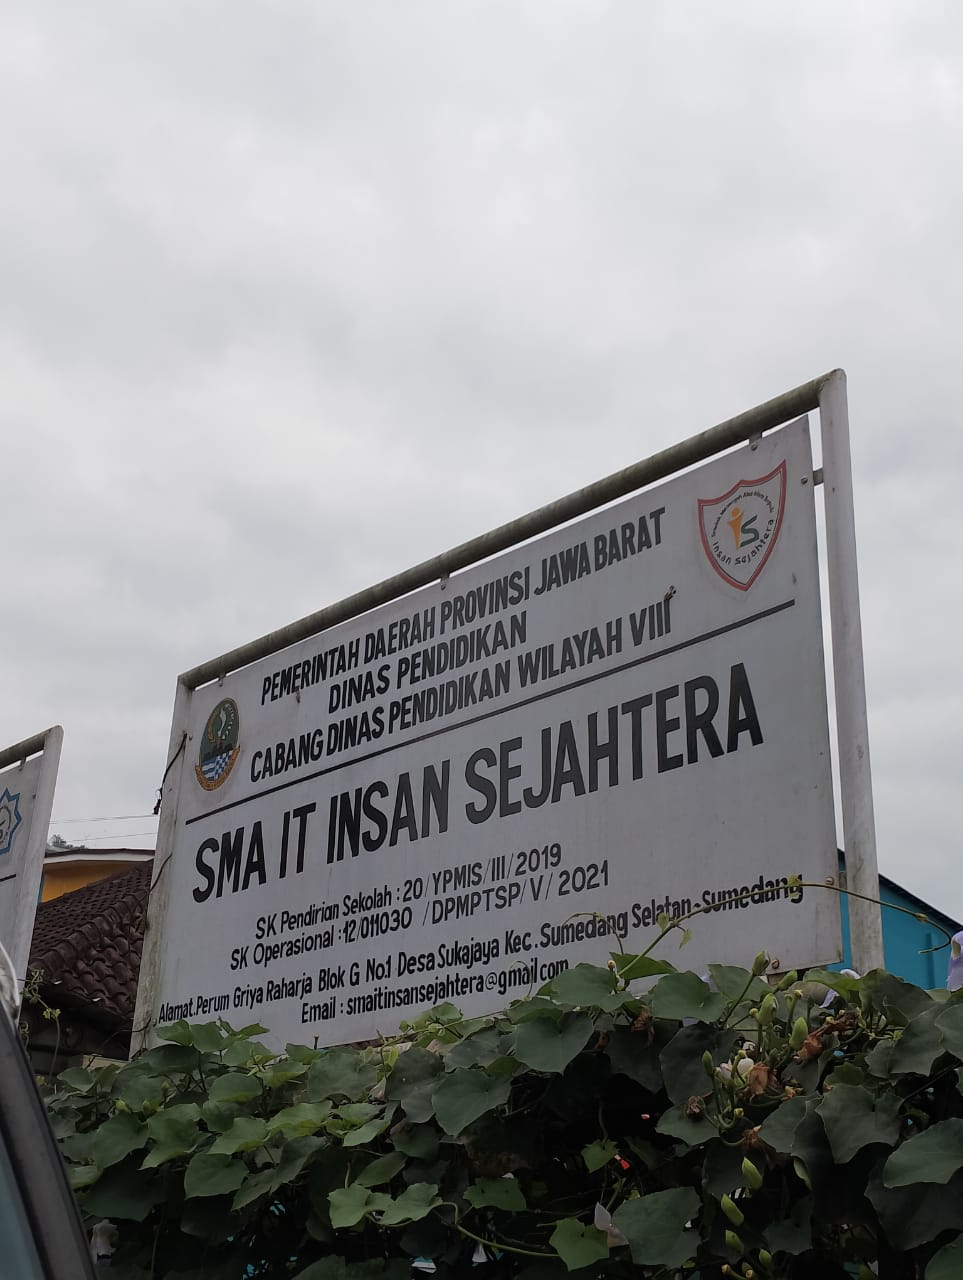 PEMERINTAH DAERAH PROVINSI JAWA BARAT
DINAS PENDIDIKAN
CABANG DINAS PENDIDIKAN WILAYAH VIII
insan sejahtera
SMA IT INSAN SEJAHTERA
SK Pendirian Sekolah : 20/YPMIS/III/2019
SK Operasional :12/011030 /DPMPTSP/V/2021
Alamat.Perum Griya Raharja Blok G No.1 Desa Sukajaya Kec. Sumedang Selatan-Sumedang
Email : smaitinsansejahtera@gmail.com